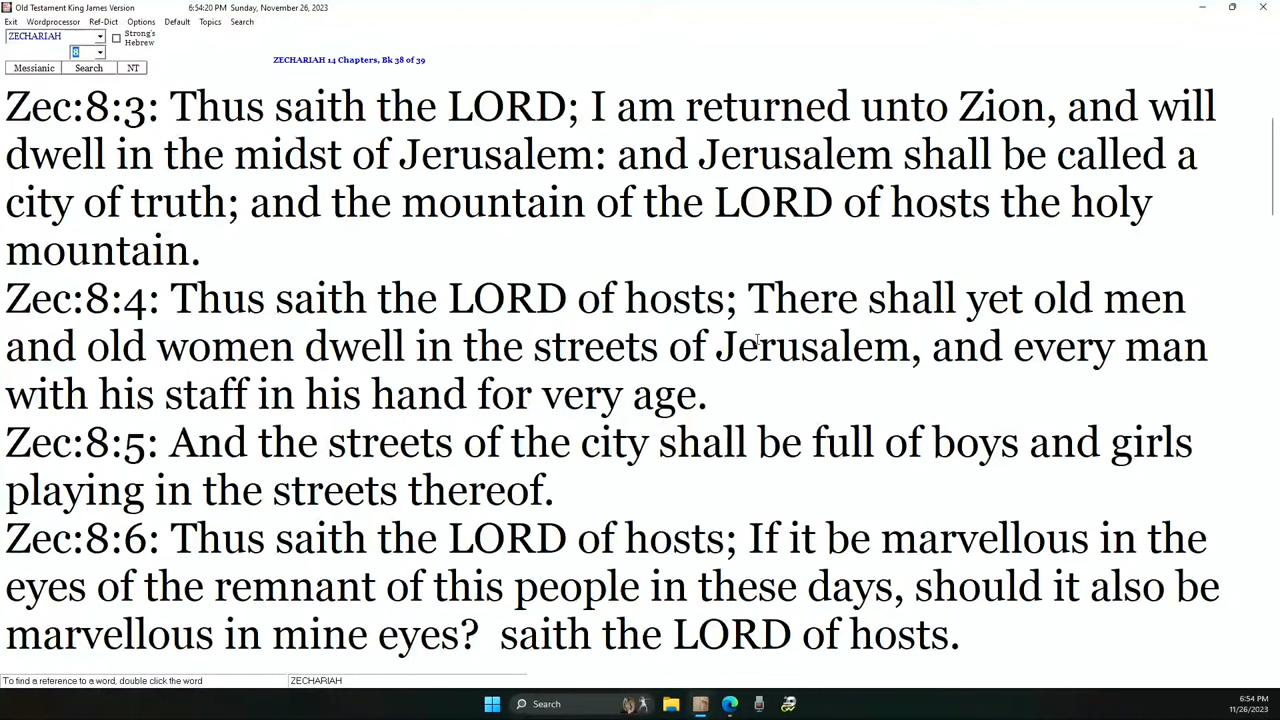 Old Testament King James Version 6:54:20 PM Sunday, November 26, 2023
Exit Wordprocessor Ref-Dict Options Default Topics Search
ZECHARIAH Strong's
Hebrew
8
ZECHARIAH 14 Chapters, Bk 38 of 39
Messianic Search NT
Zec:8:3: Thus saith the LORD; I am returned unto Zion, and will
dwell in the midst of Jerusalem: and Jerusalem shall be called a
city of truth; and the mountain of the LORD of hosts the holy
mountain.
Zec:8:4: Thus saith the LORD of hosts; There shall yet old men
and old women dwell in the streets of Jerusalem, and every man
with his staff in his hand for very age.
Zec:8:5: And the streets of the city shall be full of boys and girls
playing in the streets thereof.
Zec:8:6: Thus saith the LORD of hosts; If it be marvellous in the
eyes of the remnant of this people in these days, should it also be
marvellous in mine eyes?  saith the LORD of hosts.
To find a reference to a word, double click the word ZECHARIAH
Search
6:54 PM
11/26/2023